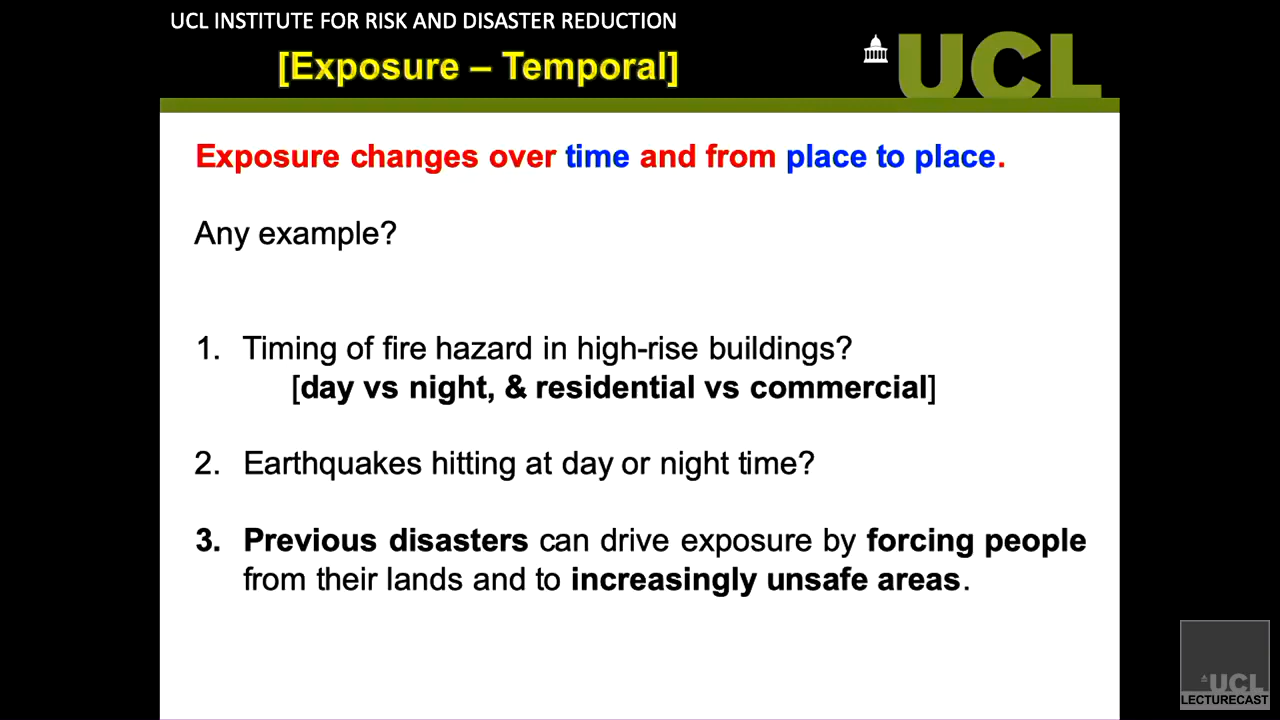 UCL INSTITUTE FOR RISK AND DISASTER REDUCTION
[Exposure – Temporal]
UCL
Exposure changes over time and from place to place.
Any example?
1. Timing of fire hazard in high-rise buildings?
[day vs night, & residential vs commercial]
2. Earthquakes hitting at day or night time?
3. Previous disasters can drive exposure by forcing people
from their lands and to increasingly unsafe areas.
UCL
LECTURECAST